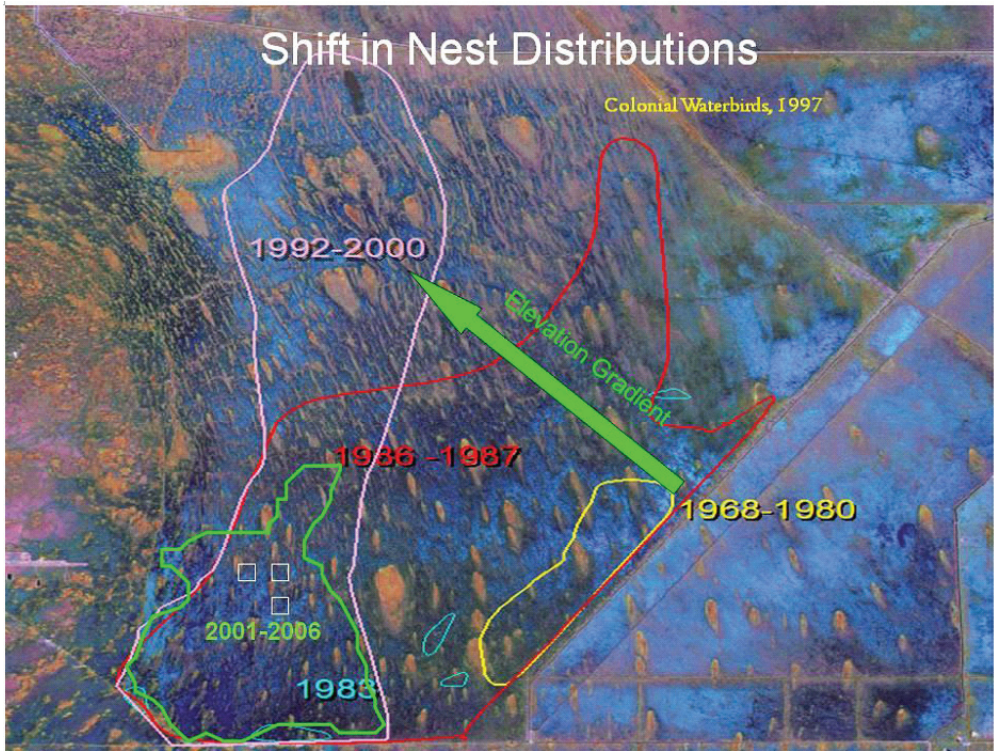 Shift in Nest Distributions
Colonial Waterbirds, 1997
1992-2000
Elevation Gradient
1986 -1987
1968-1980
2001-2006
1983